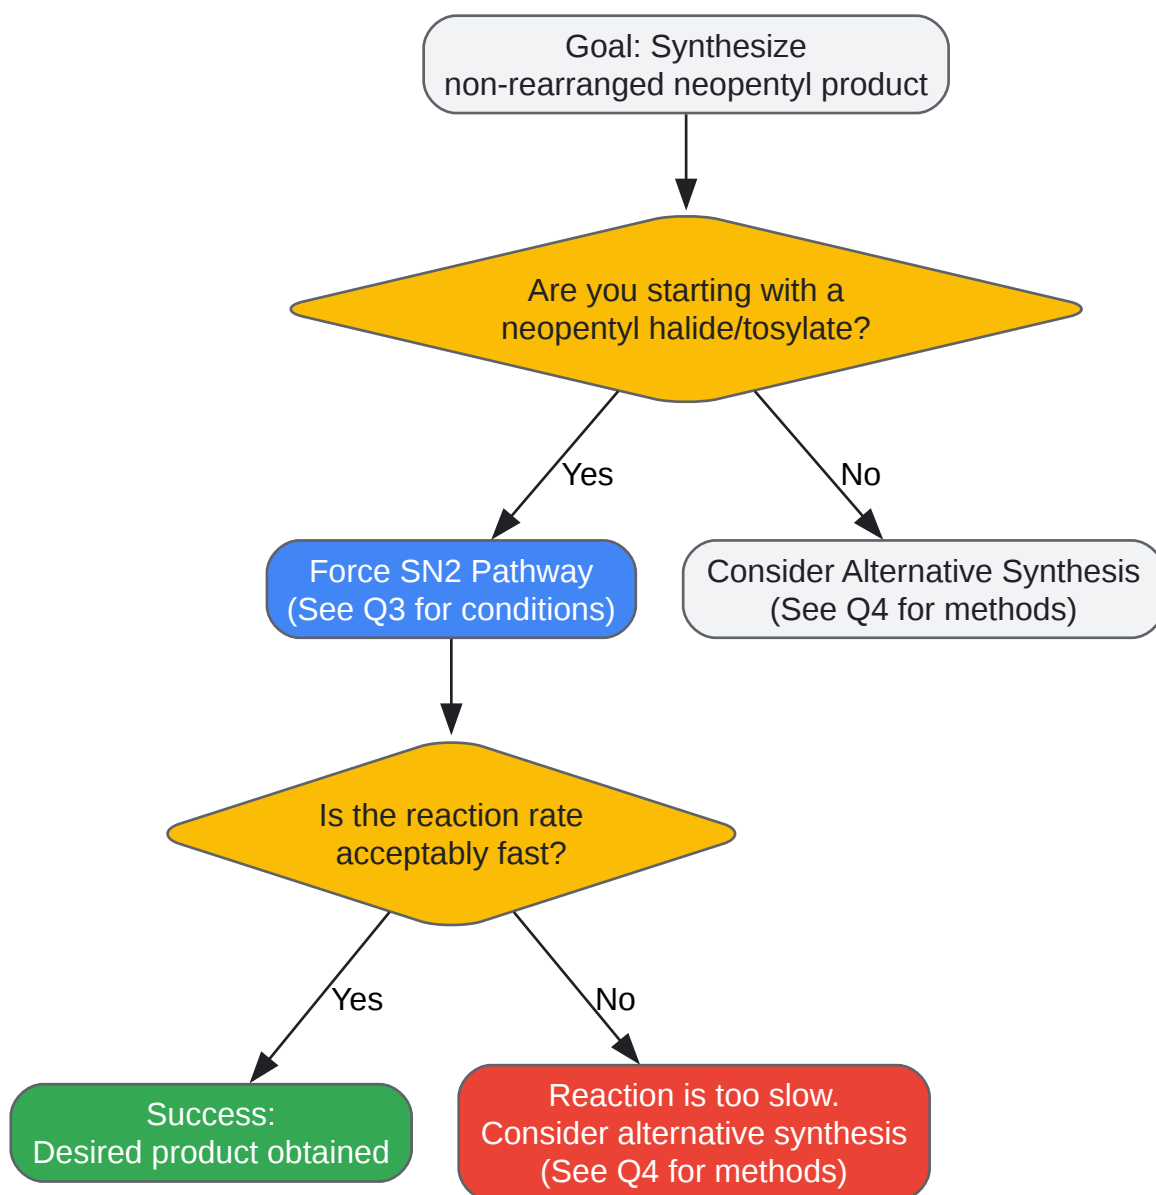 Goal: Synthesize
non-rearranged neopentyl product
Are you starting with a
neopentyl halide/tosylate?
Yes
No
Force SN2 Pathway
(See Q3 for conditions)
Consider Alternative Synthesis
(See Q4 for methods)
Is the reaction rate
acceptably fast?
Yes
No
Success:
Desired product obtained
Reaction is too slow.
Consider alternative synthesis
(See Q4 for methods)